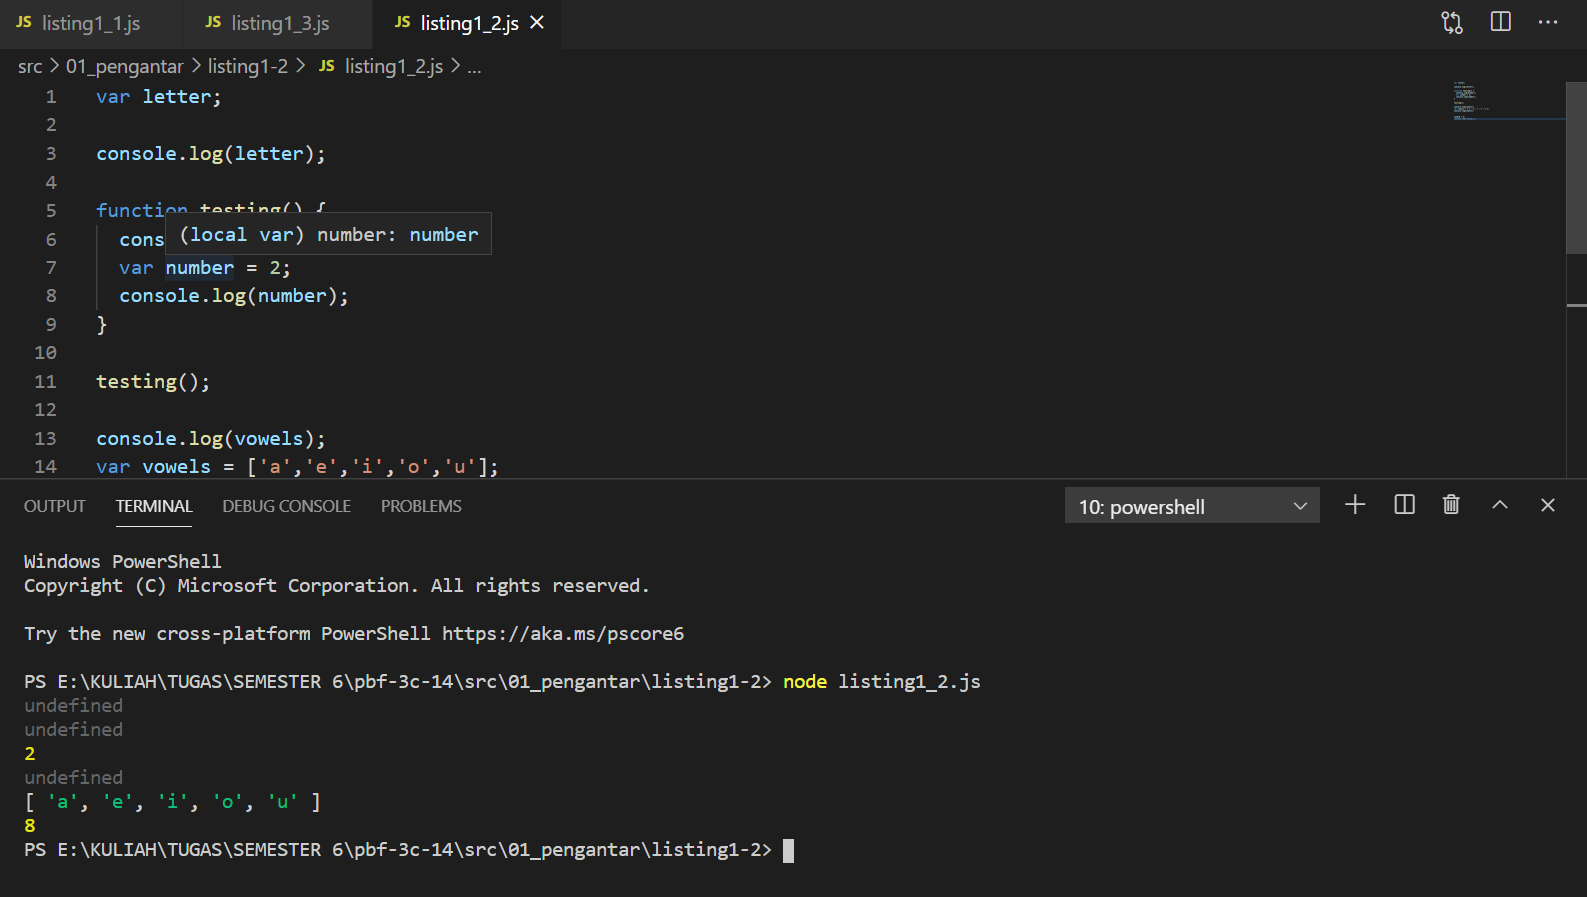 JS listing1_1.js JS listing1_3.js JS listing1_2.js
src > 01_pengantar > listing1-2 > JS listing1_2.js > ...
1 var letter;
2
3 console.log(letter);
4
5 function testing() {
(local var) number: number
6 cons
7 var number = 2;
8 console.log(number);
9 }
10
11 testing();
12
13 console.log(vowels);
14 var vowels = ['a','e','i','o','u'];
OUTPUT TERMINAL DEBUG CONSOLE PROBLEMS 10: powershell
Windows PowerShell
Copyright (C) Microsoft Corporation. All rights reserved.
Try the new cross-platform PowerShell https://aka.ms/pscore6
PS E:\KULIAH\TUGAS\SEMESTER 6\pbf-3c-14\src\01_pengantar\listing1-2> node listing1_2.js
undefined
undefined
2
undefined
[ 'a', 'e', 'i', 'o', 'u' ]
8
PS E:\KULIAH\TUGAS\SEMESTER 6\pbf-3c-14\src\01_pengantar\listing1-2>